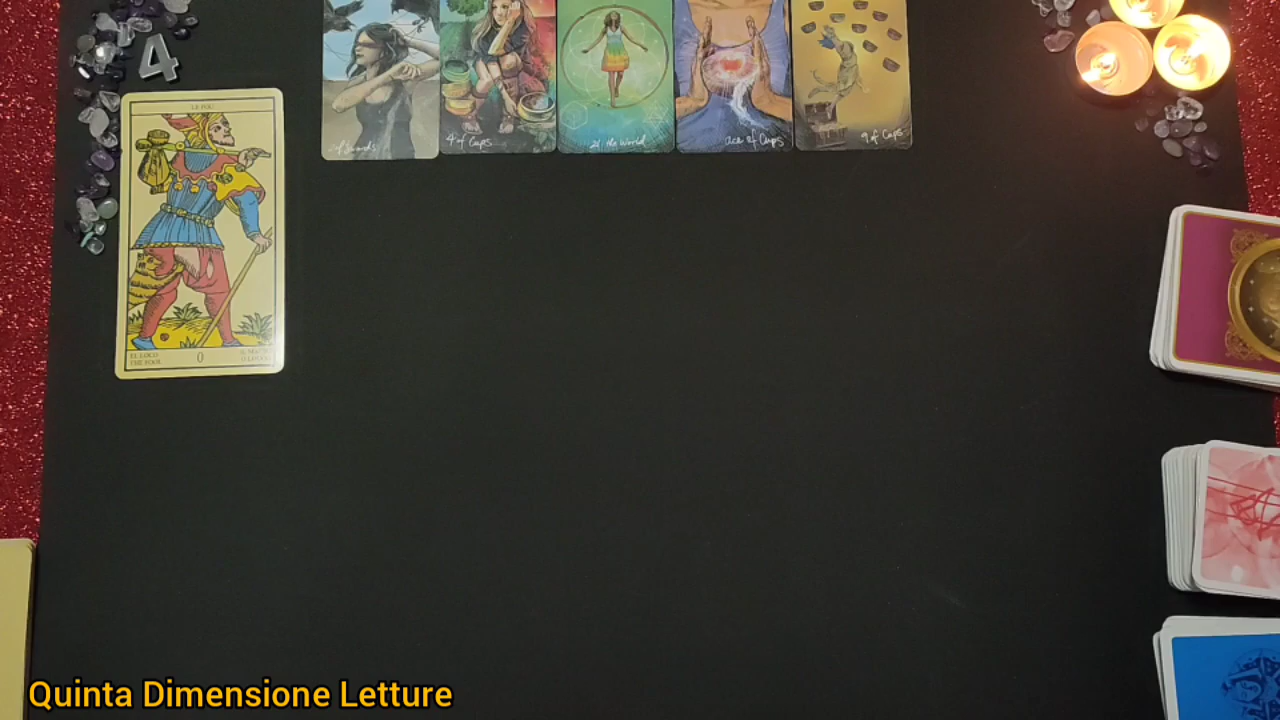 4
LE FOU
4 of Cups
21. the World
ace of Cups
9 of Cups
EL LOCO
THE FOOL
0
Quinta Dimensione Letture